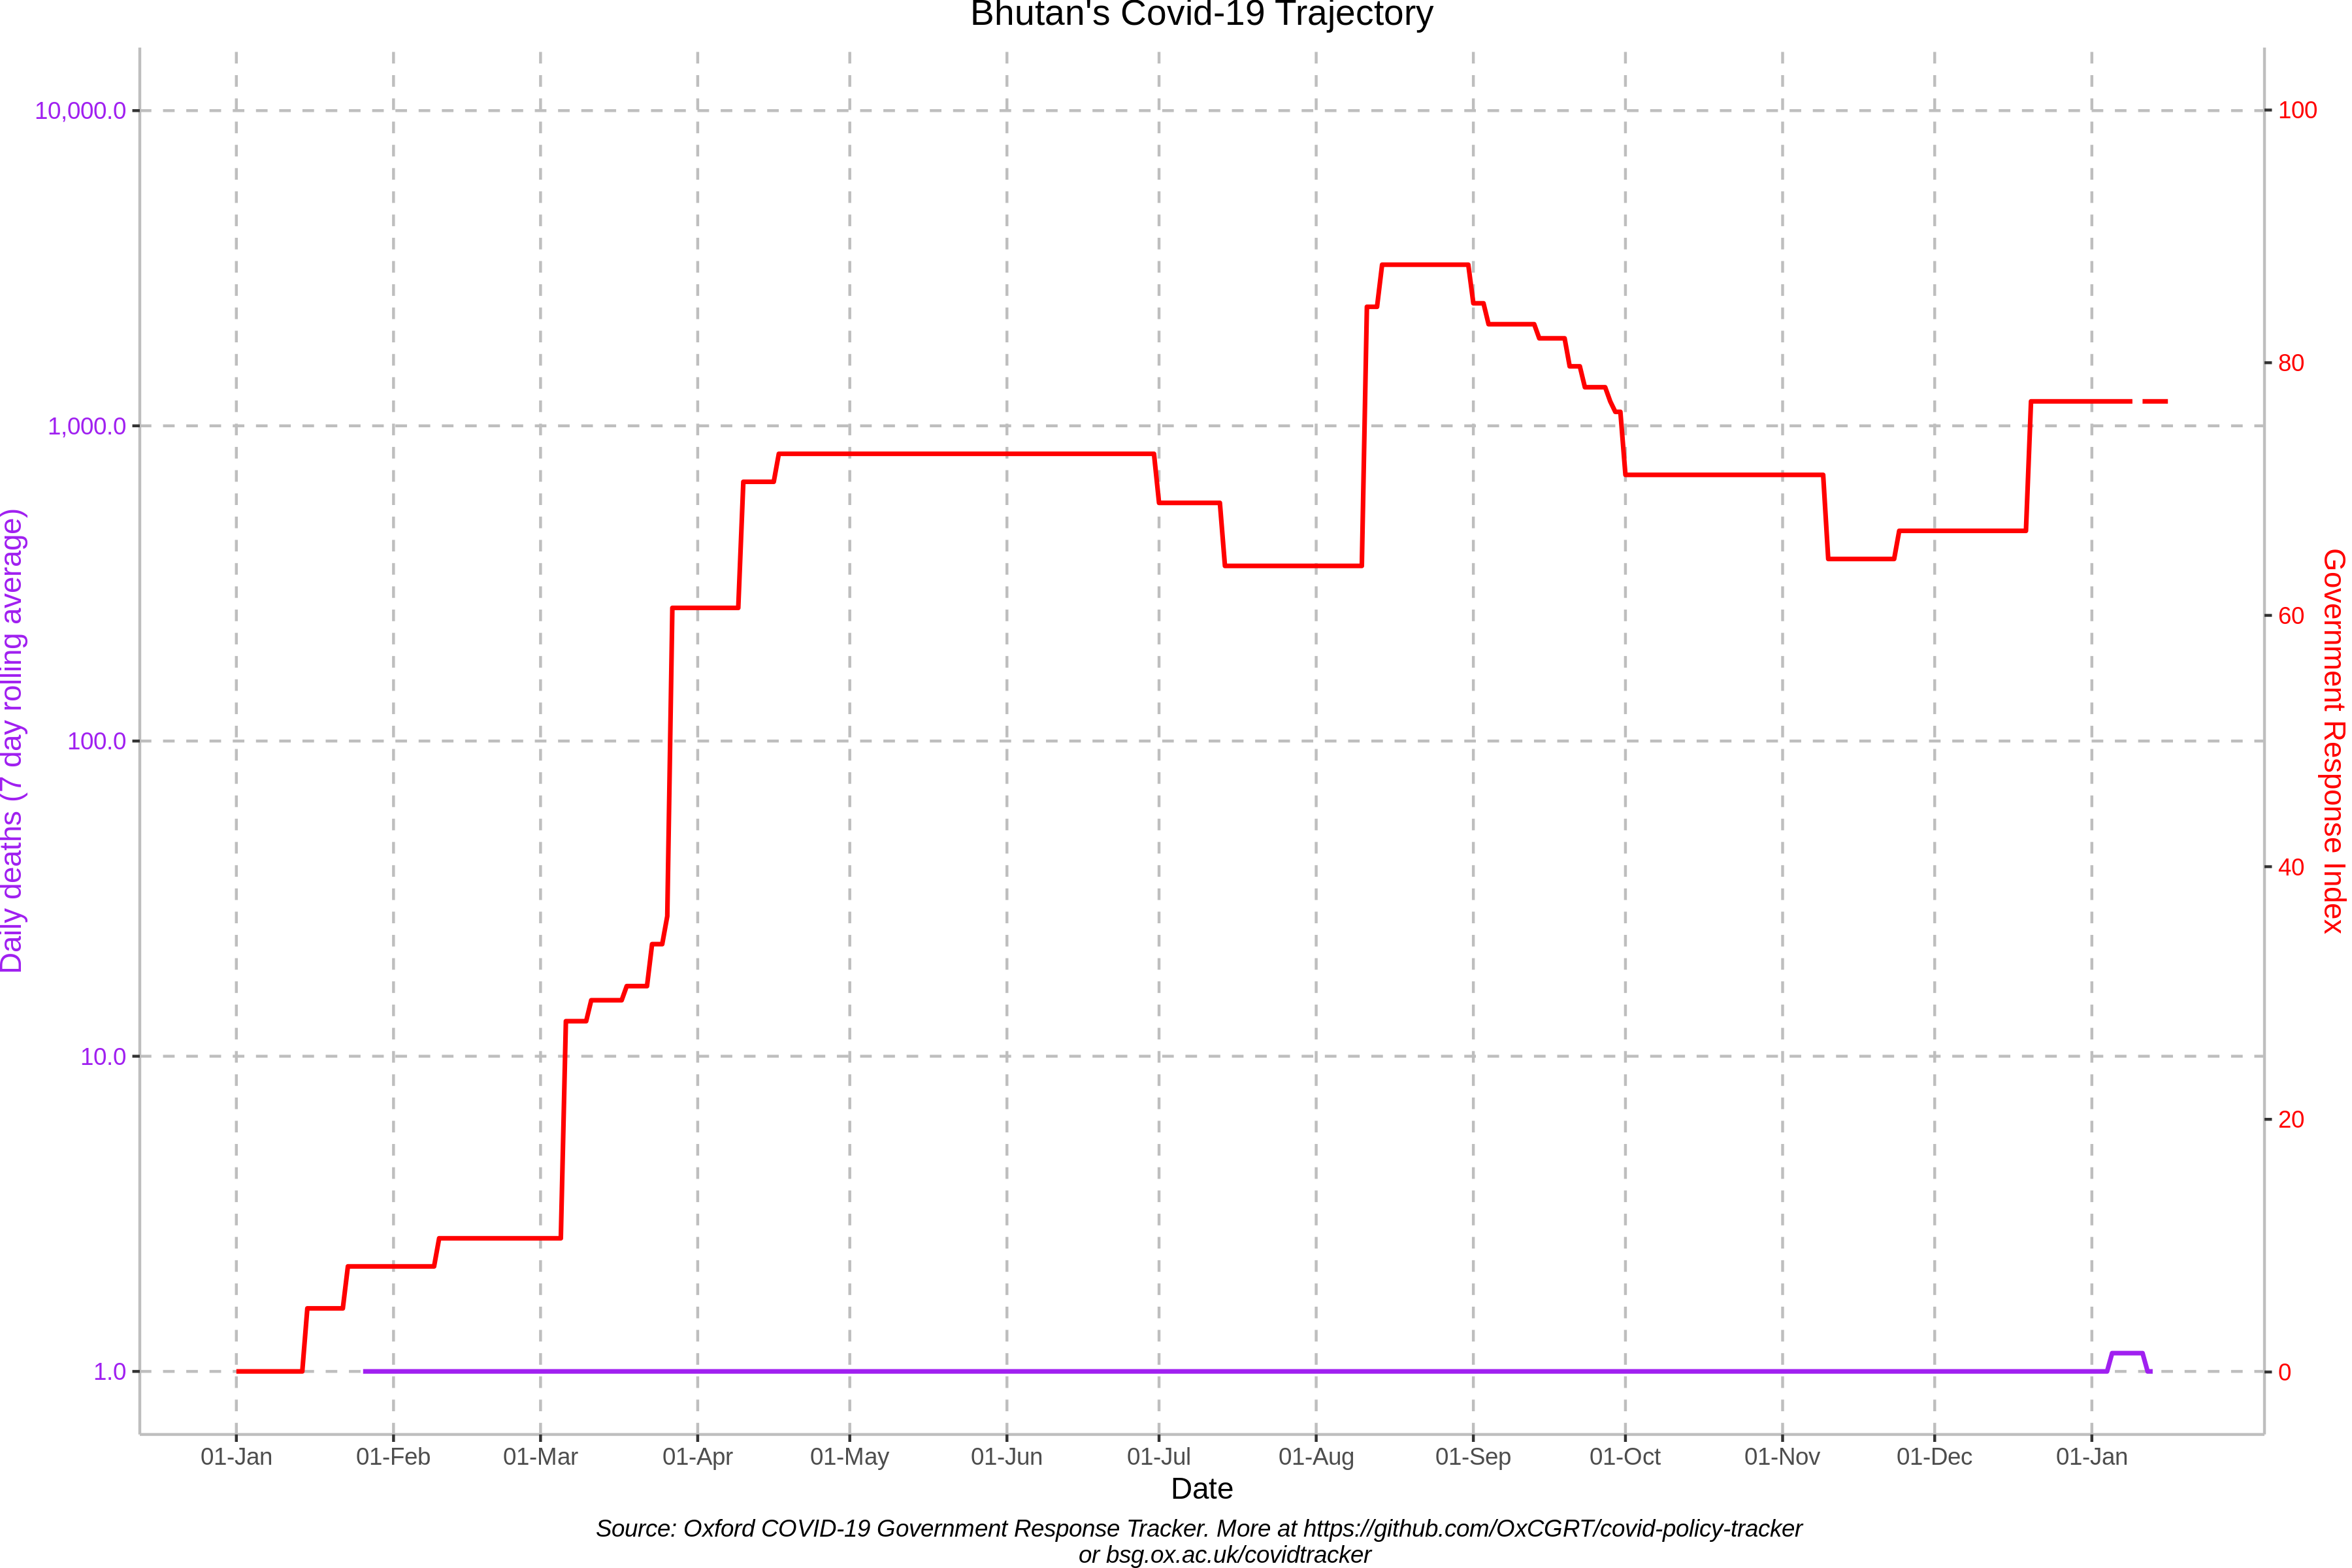 Bhutan's Covid-19 Trajectory
10,000.0
1,000.0
100.0
10.0
1.0
Daily deaths (7 day rolling average)
100
80
60
40
20
0
Government Response Index
01-Jan
01-Feb
01-Mar
01-Apr
01-May
01-Jun
01-Jul
01-Aug
01-Sep
01-Oct
01-Nov
01-Dec
01-Jan
Date
Source: Oxford COVID-19 Government Response Tracker. More at https://github.com/OxCGRT/covid-policy-tracker
or bsg.ox.ac.uk/covidtracker